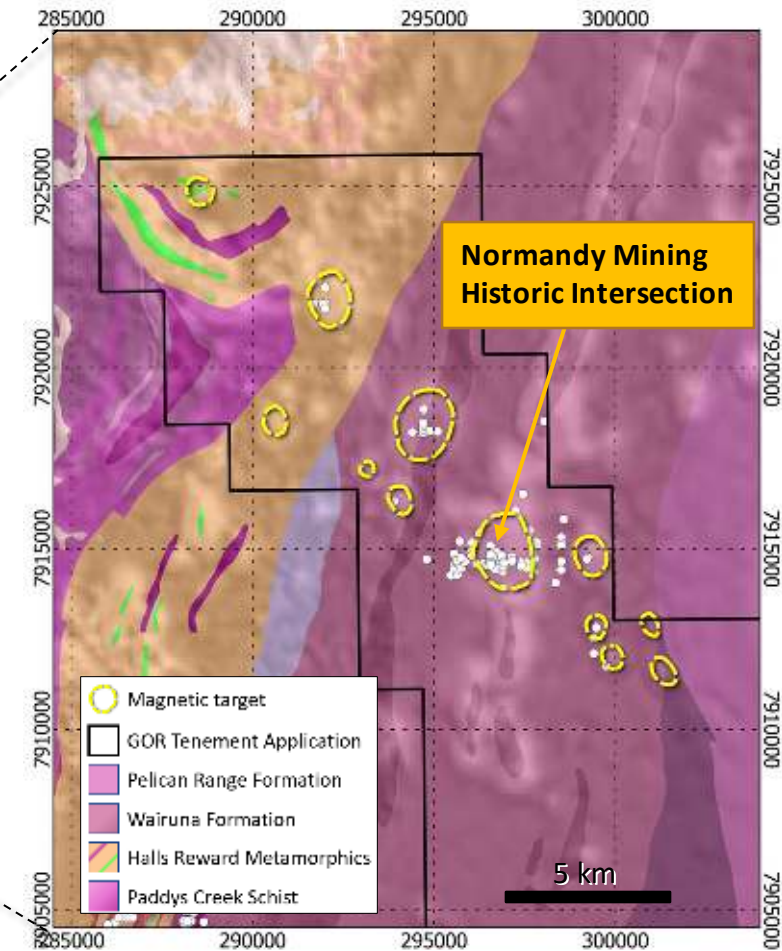 285000 290000 295000 300000
7925000 7925000
Normandy Mining
Historic Intersection
7920000 7920000
7915000 7915000
Magnetic target
GOR Tenement Application
7910000 7910000
Pelican Range Formation
Wairuna Formation
Halls Reward Metamorphics
5 km
Paddys Creek Schist
7905000 7905000
285000 290000 295000 300000